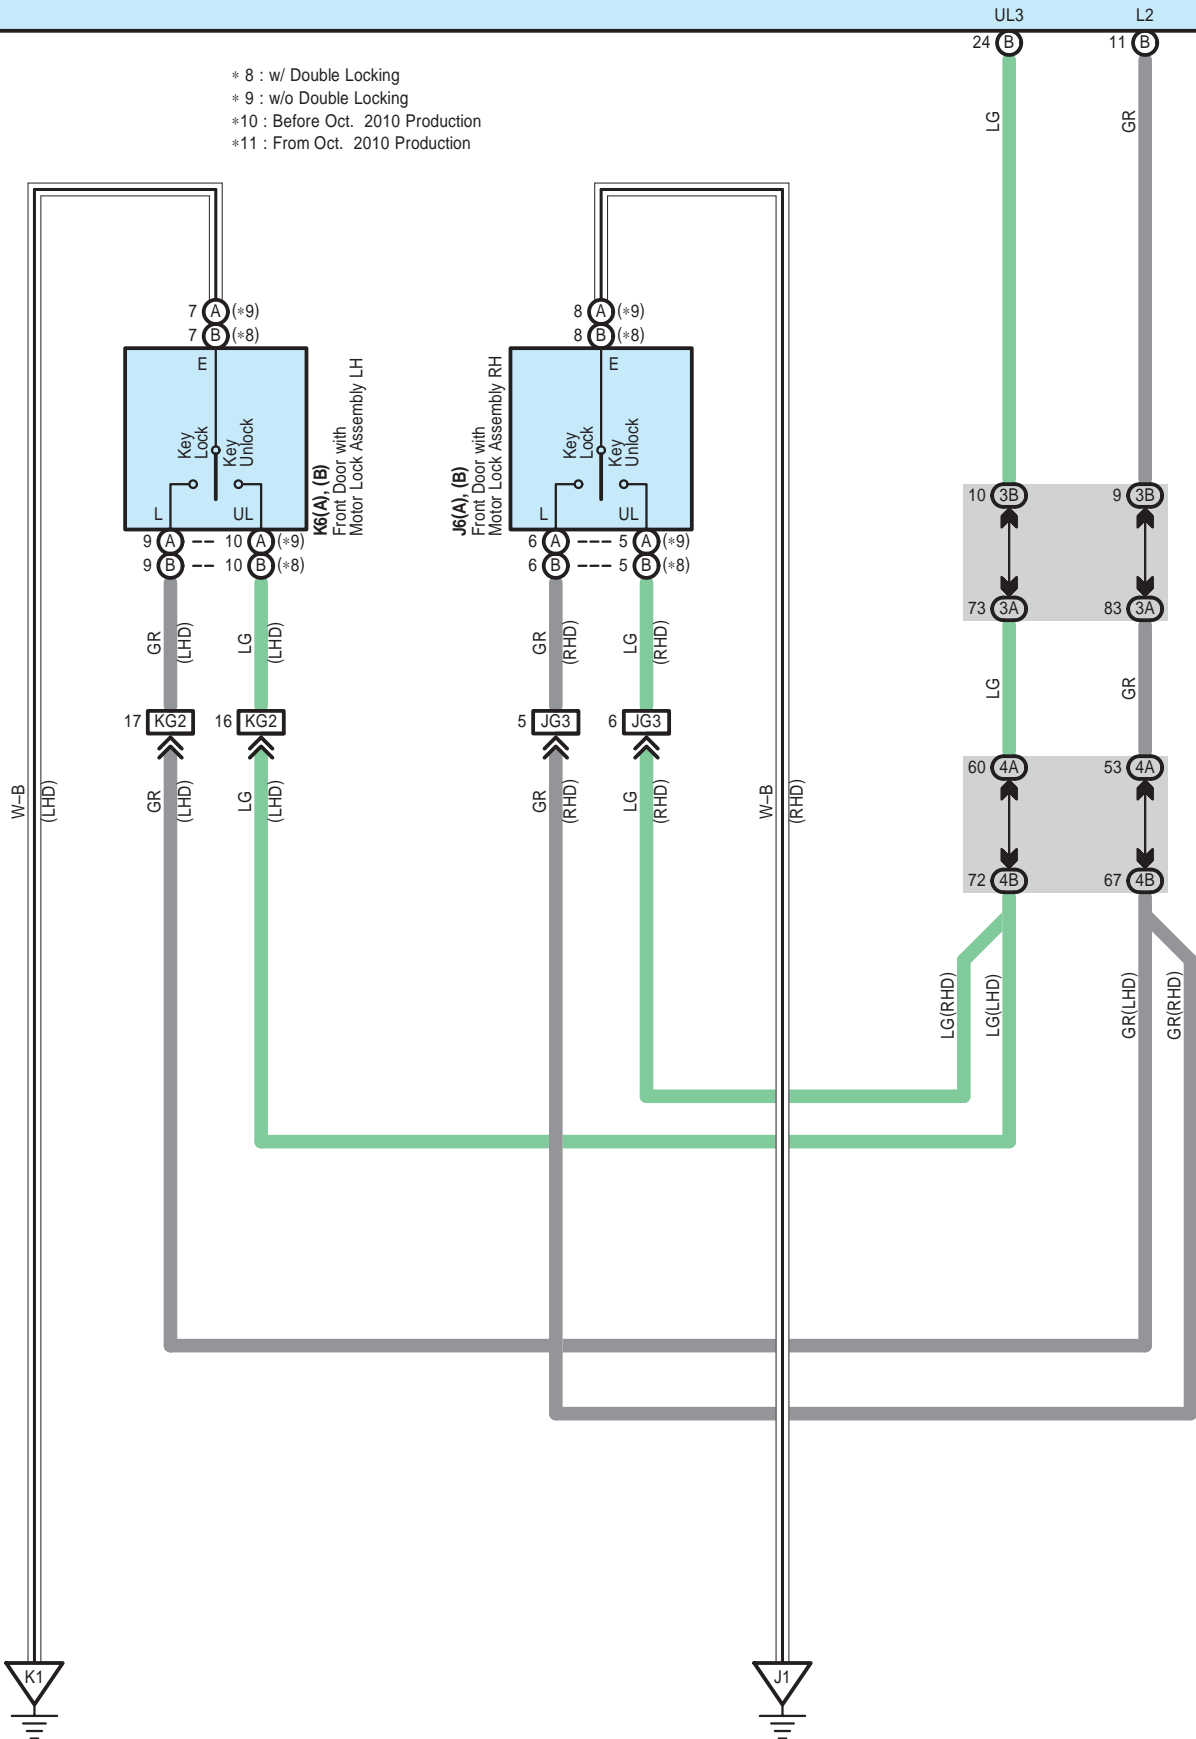 UL3 L2
24 B 11 B
∗ 8 : w/ Double Locking
∗ 9 : w/o Double Locking
∗10 : Before Oct. 2010 Production
∗11 : From Oct. 2010 Production
LG GR
7 A (∗9) 8 A (∗9)
7 B (∗8) 8 B (∗8)
E E
Key Lock
Key Unlock
Key Lock
Key Unlock
L UL L UL
K6(A), (B)
Front Door with
Motor Lock Assembly LH
J6(A), (B)
Front Door with
Motor Lock Assembly RH
10 3B 9 3B
9 A -- 10 A (∗9) 6 A --- 5 A (∗9)
9 B -- 10 B (∗8) 6 B --- 5 B (∗8)
73 3A 83 3A
GR (LHD) LG (LHD) GR (RHD) LG (RHD)
LG GR
17 KG2 16 KG2 5 JG3 6 JG3
60 4A 53 4A
W–B (LHD) GR (LHD) LG (LHD) GR (RHD) LG (RHD) W–B (RHD)
72 4B 67 4B
LG(RHD) LG(LHD) GR(LHD) GR(RHD)
K1 J1